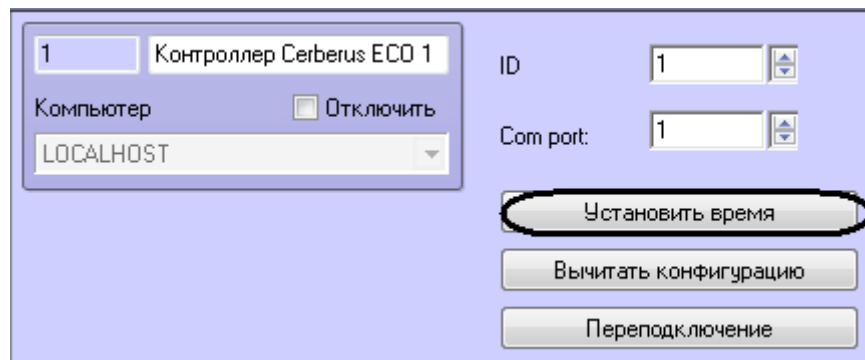 1 Контроллер Cerberus ECO 1
Компьютер Отключить
LOCALHOST
ID 1
Com port: 1
Установить время
Вычитать конфигурацию
Переподключение